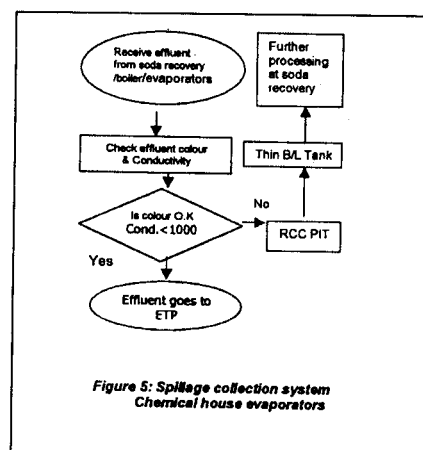 Receive effluent
from soda recovery
/boiler/evaporators
Check effluent colour
& Conductivity
Is colour O.K
Cond.<1000
Yes
No
Effluent goes to
ETP
RCC PIT
Thin B/L Tank
Further
processing
at soda
recovery
Figure 5: Spillage collection system
Chemical house evaporators